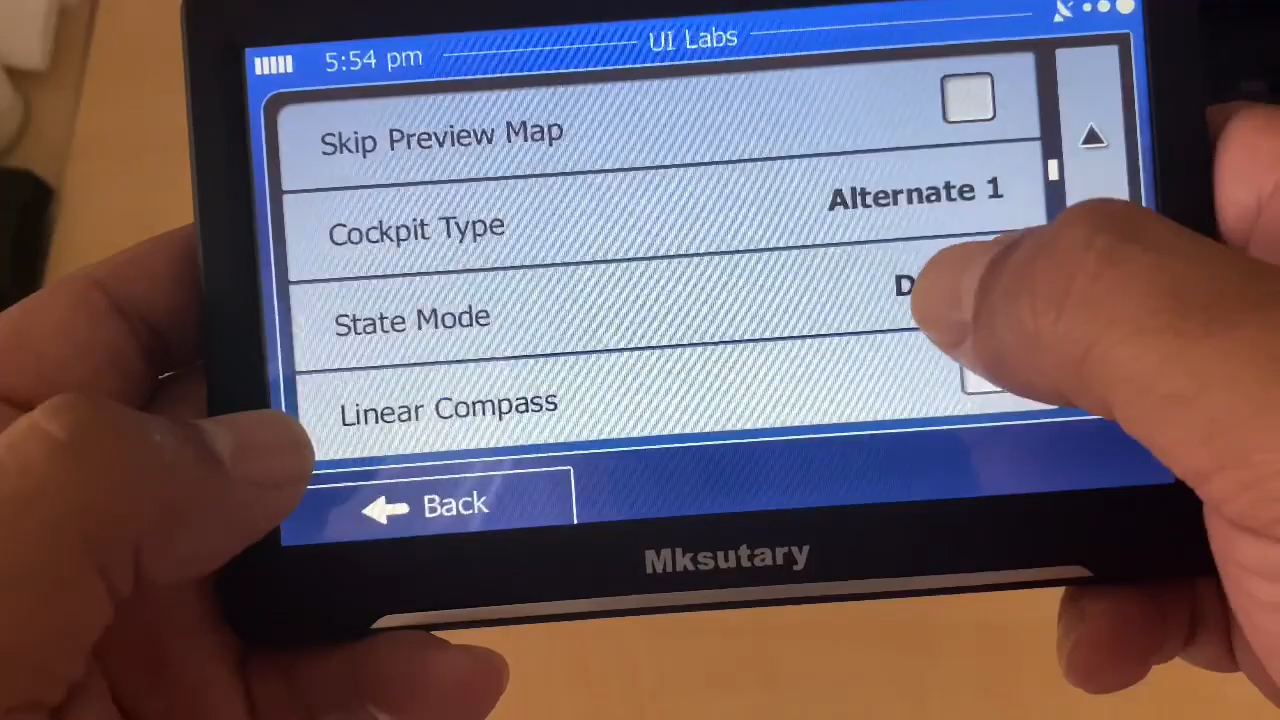 5:54 pm
UI Labs
Skip Preview Map
Cockpit Type
Alternate 1
State Mode
Linear Compass
Back
Mksutary